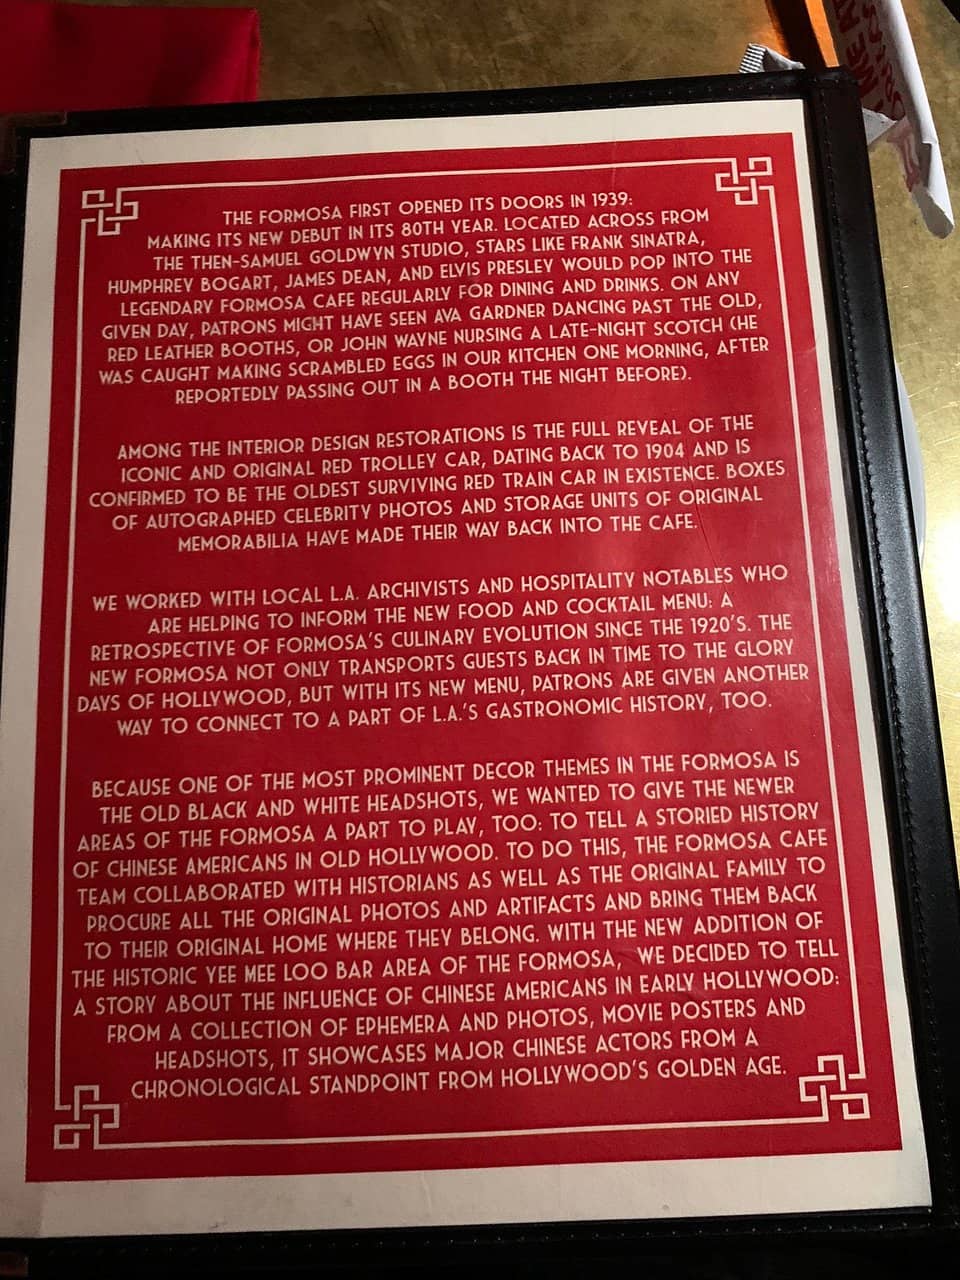 THE FORMOSA FIRST OPENED ITS DOORS IN 1939:
MAKING ITS NEW DEBUT IN ITS 80TH YEAR. LOCATED ACROSS FROM
THE THEN-SAMUEL GOLDWYN STUDIO, STARS LIKE FRANK SINATRA,
HUMPHREY BOGART, JAMES DEAN, AND ELVIS PRESLEY WOULD POP INTO THE
LEGENDARY FORMOSA CAFE REGULARLY FOR DINING AND DRINKS. ON ANY
GIVEN DAY, PATRONS MIGHT HAVE SEEN AVA GARDNER DANCING PAST THE OLD,
RED LEATHER BOOTHS, OR JOHN WAYNE NURSING A LATE-NIGHT SCOTCH (HE
WAS CAUGHT MAKING SCRAMBLED EGGS IN OUR KITCHEN ONE MORNING, AFTER
REPORTEDLY PASSING OUT IN A BOOTH THE NIGHT BEFORE).
AMONG THE INTERIOR DESIGN RESTORATIONS IS THE FULL REVEAL OF THE
ICONIC AND ORIGINAL RED TROLLEY CAR, DATING BACK TO 1904 AND IS
CONFIRMED TO BE THE OLDEST SURVIVING RED TRAIN CAR IN EXISTENCE. BOXES
OF AUTOGRAPHED CELEBRITY PHOTOS AND STORAGE UNITS OF ORIGINAL
MEMORABILIA HAVE MADE THEIR WAY BACK INTO THE CAFE.
WE WORKED WITH LOCAL L.A. ARCHIVISTS AND HOSPITALITY NOTABLES WHO
ARE HELPING TO INFORM THE NEW FOOD AND COCKTAIL MENU: A
RETROSPECTIVE OF FORMOSA'S CULINARY EVOLUTION SINCE THE 1920'S. THE
NEW FORMOSA NOT ONLY TRANSPORTS GUESTS BACK IN TIME TO THE GLORY
DAYS OF HOLLYWOOD, BUT WITH ITS NEW MENU, PATRONS ARE GIVEN ANOTHER
WAY TO CONNECT TO A PART OF L.A.'S GASTRONOMIC HISTORY, TOO.
BECAUSE ONE OF THE MOST PROMINENT DECOR THEMES IN THE FORMOSA IS
THE OLD BLACK AND WHITE HEADSHOTS, WE WANTED TO GIVE THE NEWER
AREAS OF THE FORMOSA A PART TO PLAY, TOO: TO TELL A STORIED HISTORY
OF CHINESE AMERICANS IN OLD HOLLYWOOD. TO DO THIS, THE FORMOSA CAFE
TEAM COLLABORATED WITH HISTORIANS AS WELL AS THE ORIGINAL FAMILY TO
PROCURE ALL THE ORIGINAL PHOTOS AND ARTIFACTS AND BRING THEM BACK
TO THEIR ORIGINAL HOME WHERE THEY BELONG. WITH THE NEW ADDITION OF
THE HISTORIC YEE MEE LOO BAR AREA OF THE FORMOSA, WE DECIDED TO TELL
A STORY ABOUT THE INFLUENCE OF CHINESE AMERICANS IN EARLY HOLLYWOOD:
FROM A COLLECTION OF EPHEMERA AND PHOTOS, MOVIE POSTERS AND
HEADSHOTS, IT SHOWCASES MAJOR CHINESE ACTORS FROM A
CHRONOLOGICAL STANDPOINT FROM HOLLYWOOD'S GOLDEN AGE.